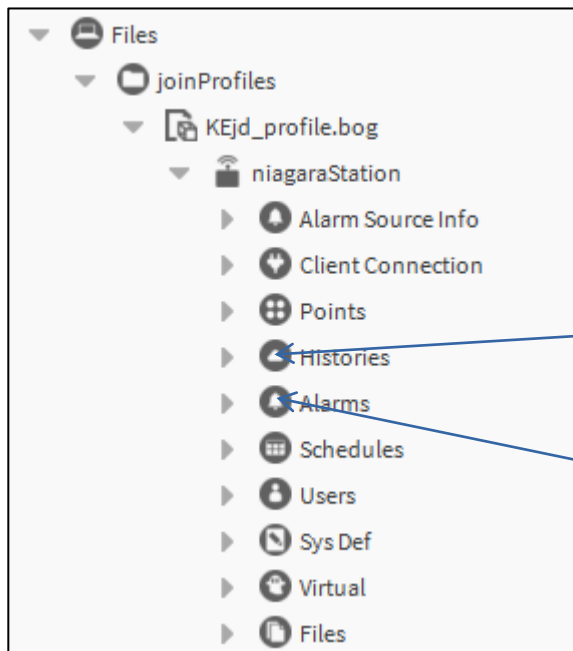 Files
joinProfiles
KEjd_profile.bog
niagaraStation
Alarm Source Info
Client Connection
Points
Histories
Alarms
Schedules
Users
Sys Def
Virtual
Files